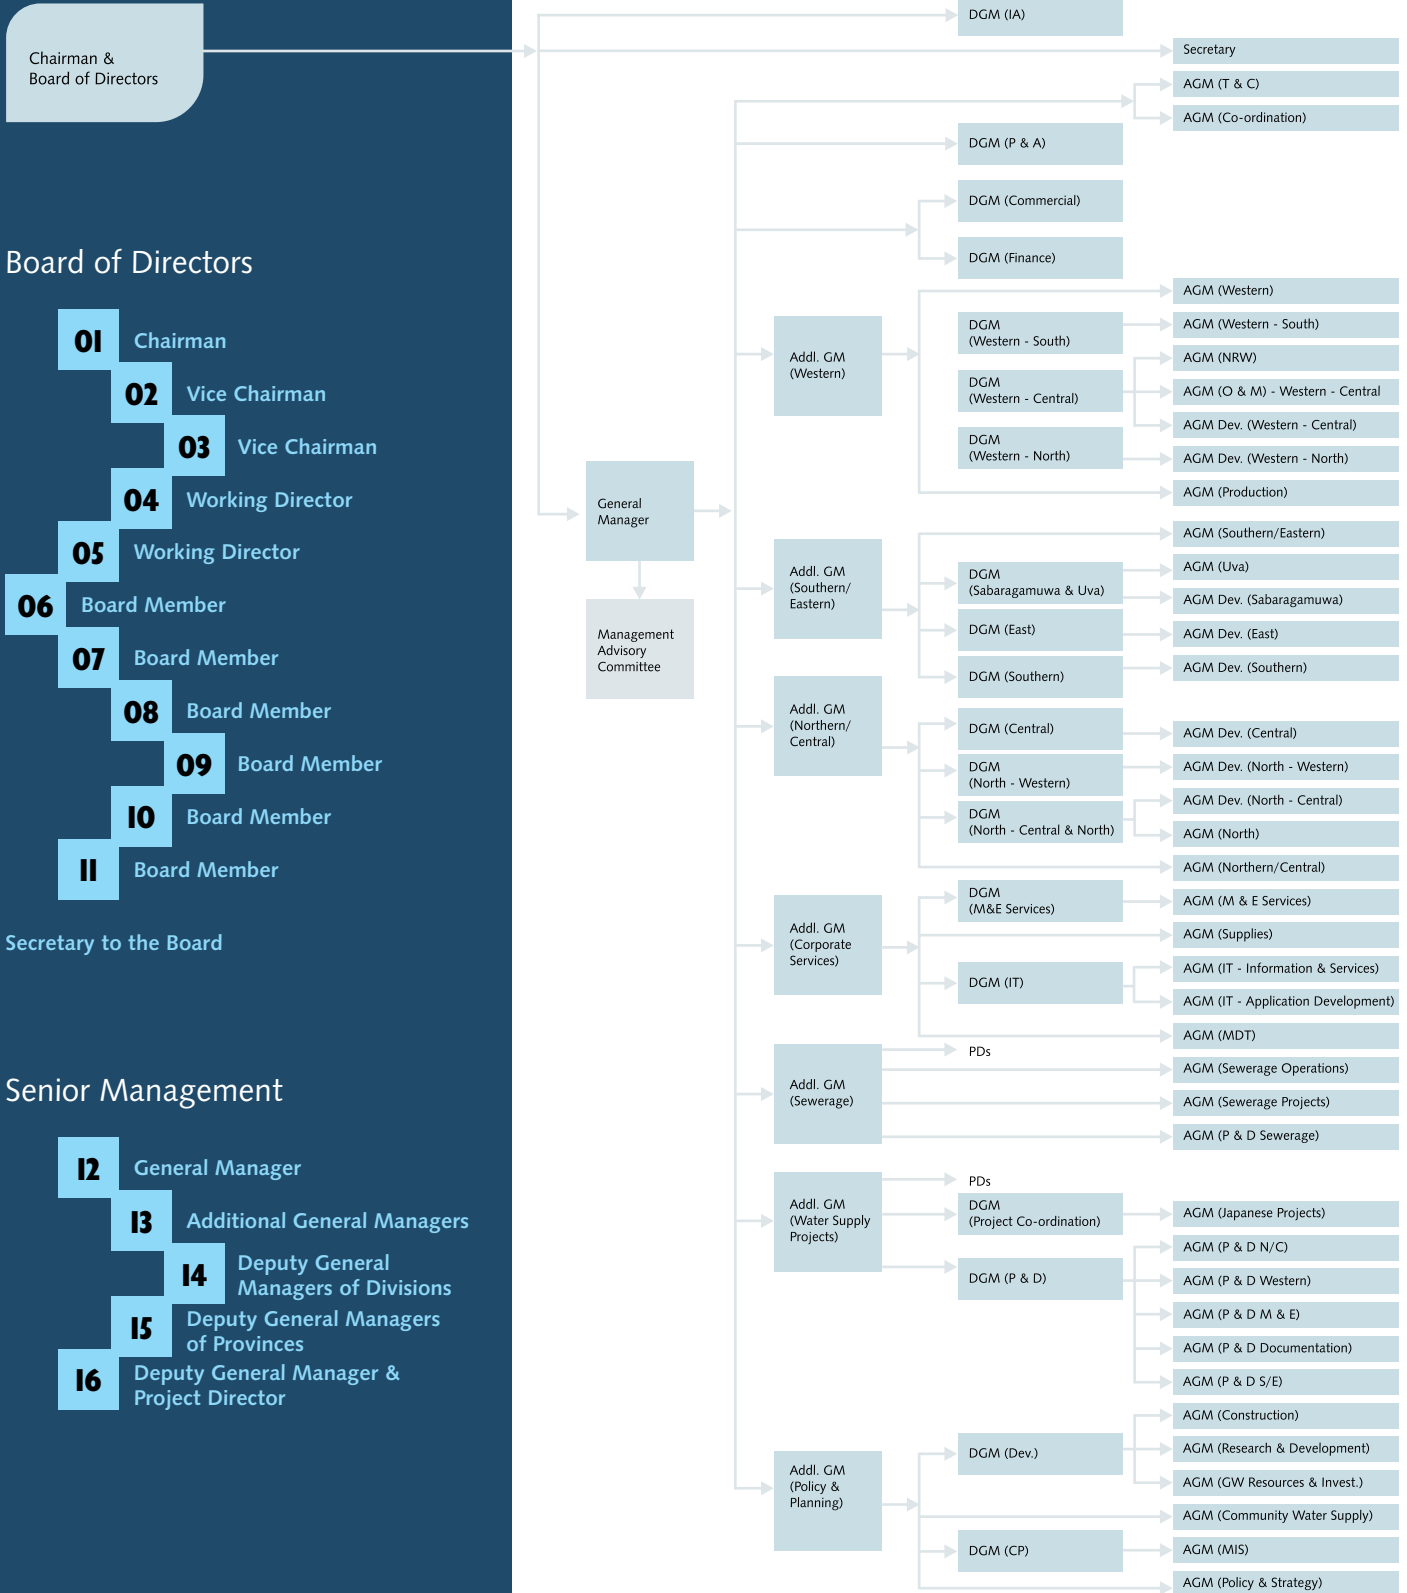 Chairman &
Board of Directors
Board of Directors
01 Chairman
02 Vice Chairman
03 Vice Chairman
04 Working Director
05 Working Director
06 Board Member
07 Board Member
08 Board Member
09 Board Member
10 Board Member
11 Board Member
Secretary to the Board
Senior Management
12 General Manager
13 Additional General Managers
14 Deputy General
Managers of Divisions
15 Deputy General Managers
of Provinces
16 Deputy General Manager &
Project Director
General
Manager
Management
Advisory
Committee
DGM (IA)
Secretary
AGM (T & C)
AGM (Co-ordination)
DGM (P & A)
DGM (Commercial)
DGM (Finance)
Addl. GM
(Western)
DGM
(Western - South)
DGM
(Western - Central)
DGM
(Western - North)
AGM (Western)
AGM (Western - South)
AGM (NRW)
AGM (O & M) - Western - Central
AGM Dev. (Western - Central)
AGM Dev. (Western - North)
AGM (Production)
Addl. GM
(Southern/
Eastern)
DGM
(Sabaragamuwa & Uva)
DGM (East)
DGM (Southern)
AGM (Southern/Eastern)
AGM (Uva)
AGM Dev. (Sabaragamuwa)
AGM Dev. (East)
AGM Dev. (Southern)
Addl. GM
(Northern/
Central)
DGM (Central)
DGM
(North - Western)
DGM
(North - Central & North)
AGM Dev. (Central)
AGM Dev. (North - Western)
AGM Dev. (North - Central)
AGM (North)
AGM (Northern/Central)
Addl. GM
(Corporate
Services)
DGM
(M&E Services)
DGM (IT)
AGM (M & E Services)
AGM (Supplies)
AGM (IT - Information & Services)
AGM (IT - Application Development)
AGM (MDT)
Addl. GM
(Sewerage)
PDs
AGM (Sewerage Operations)
AGM (Sewerage Projects)
AGM (P & D Sewerage)
Addl. GM
(Water Supply
Projects)
PDs
DGM
(Project Co-ordination)
DGM (P & D)
AGM (Japanese Projects)
AGM (P & D N/C)
AGM (P & D Western)
AGM (P & D M & E)
AGM (P & D Documentation)
AGM (P & D S/E)
Addl. GM
(Policy &
Planning)
DGM (Dev.)
DGM (CP)
AGM (Construction)
AGM (Research & Development)
AGM (GW Resources & Invest.)
AGM (Community Water Supply)
AGM (MIS)
AGM (Policy & Strategy)